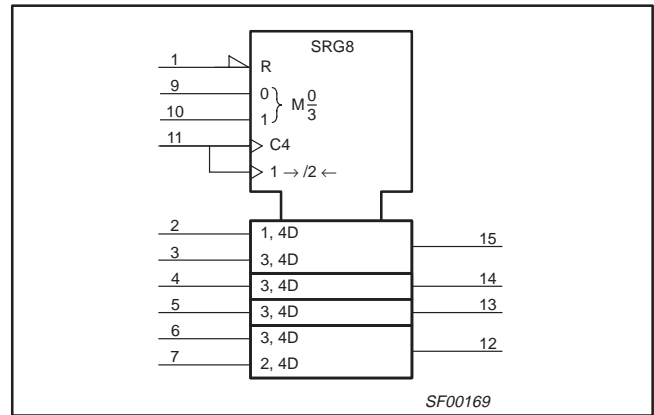 SRG8
1 R
9 0
M 0/3
10 1
11 C4
1 → /2 ←
2 1, 4D
15
3 3, 4D
4 3, 4D 14
5 3, 4D 13
6 3, 4D
12
7 2, 4D
SF00169